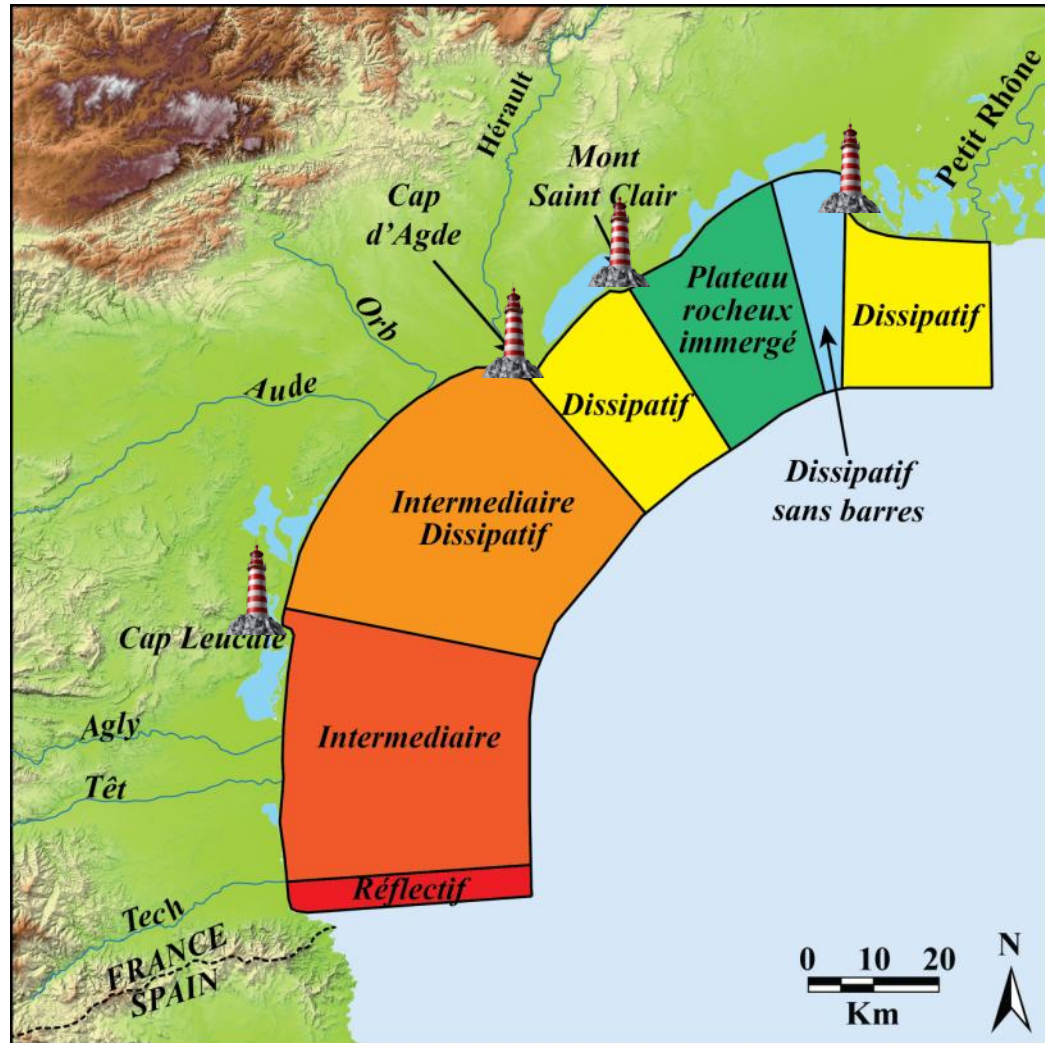 Hérault
Petit Rhône
Mont
Saint Clair
Cap
d'Agde
Orb
Plateau
rocheux
immergé
Dissipatif
Aude
Dissipatif
Dissipatif
sans barres
Intermediaire
Dissipatif
Cap Leucate
Agly
Intermediaire
Têt
Réflectif
Tech
FRANCE
SPAIN
0 10 20
Km
N